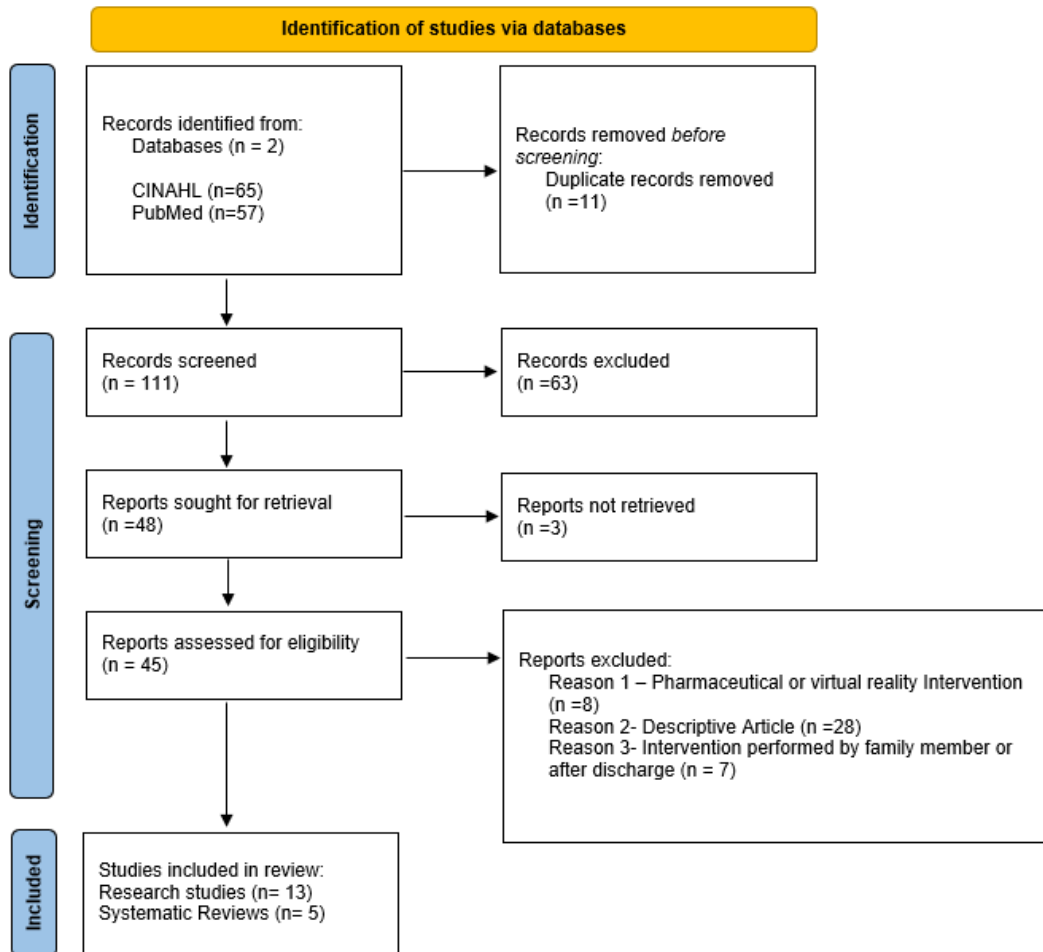 Identification of studies via databases
Identification
Records identified from:
Databases (n = 2)
CINAHL (n=65)
PubMed (n=57)
Records removed before
screening:
Duplicate records removed
(n =11)
Screening
Records screened
(n = 111)
Records excluded
(n =63)
Reports sought for retrieval
(n =48)
Reports not retrieved
(n =3)
Reports assessed for eligibility
(n = 45)
Reports excluded:
Reason 1 – Pharmaceutical or virtual reality Intervention
(n =8)
Reason 2- Descriptive Article (n =28)
Reason 3- Intervention performed by family member or
after discharge (n = 7)
Included
Studies included in review:
Research studies (n= 13)
Systematic Reviews (n= 5)